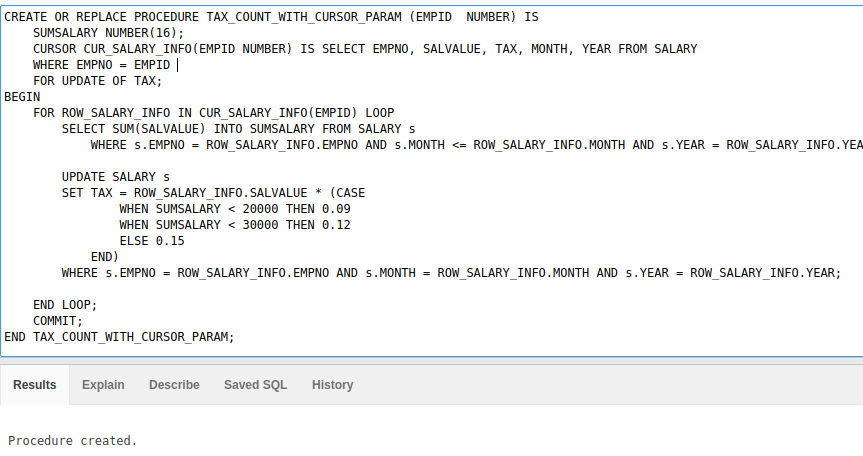 CREATE OR REPLACE PROCEDURE TAX_COUNT_WITH_CURSOR_PARAM (EMPID  NUMBER) IS
    SUMSALARY NUMBER(16);
    CURSOR CUR_SALARY_INFO(EMPID NUMBER) IS SELECT EMPNO, SALVALUE, TAX, MONTH, YEAR FROM SALARY
    WHERE EMPNO = EMPID
    FOR UPDATE OF TAX;
BEGIN
    FOR ROW_SALARY_INFO IN CUR_SALARY_INFO(EMPID) LOOP
        SELECT SUM(SALVALUE) INTO SUMSALARY FROM SALARY s
            WHERE s.EMPNO = ROW_SALARY_INFO.EMPNO AND s.MONTH <= ROW_SALARY_INFO.MONTH AND s.YEAR = ROW_SALARY_INFO.YEA
        UPDATE SALARY s
        SET TAX = ROW_SALARY_INFO.SALVALUE * (CASE
                WHEN SUMSALARY < 20000 THEN 0.09
                WHEN SUMSALARY < 30000 THEN 0.12
                ELSE 0.15
            END)
        WHERE s.EMPNO = ROW_SALARY_INFO.EMPNO AND s.MONTH = ROW_SALARY_INFO.MONTH AND s.YEAR = ROW_SALARY_INFO.YEAR;
    END LOOP;
    COMMIT;
END TAX_COUNT_WITH_CURSOR_PARAM;
Results Explain Describe Saved SQL History
Procedure created.